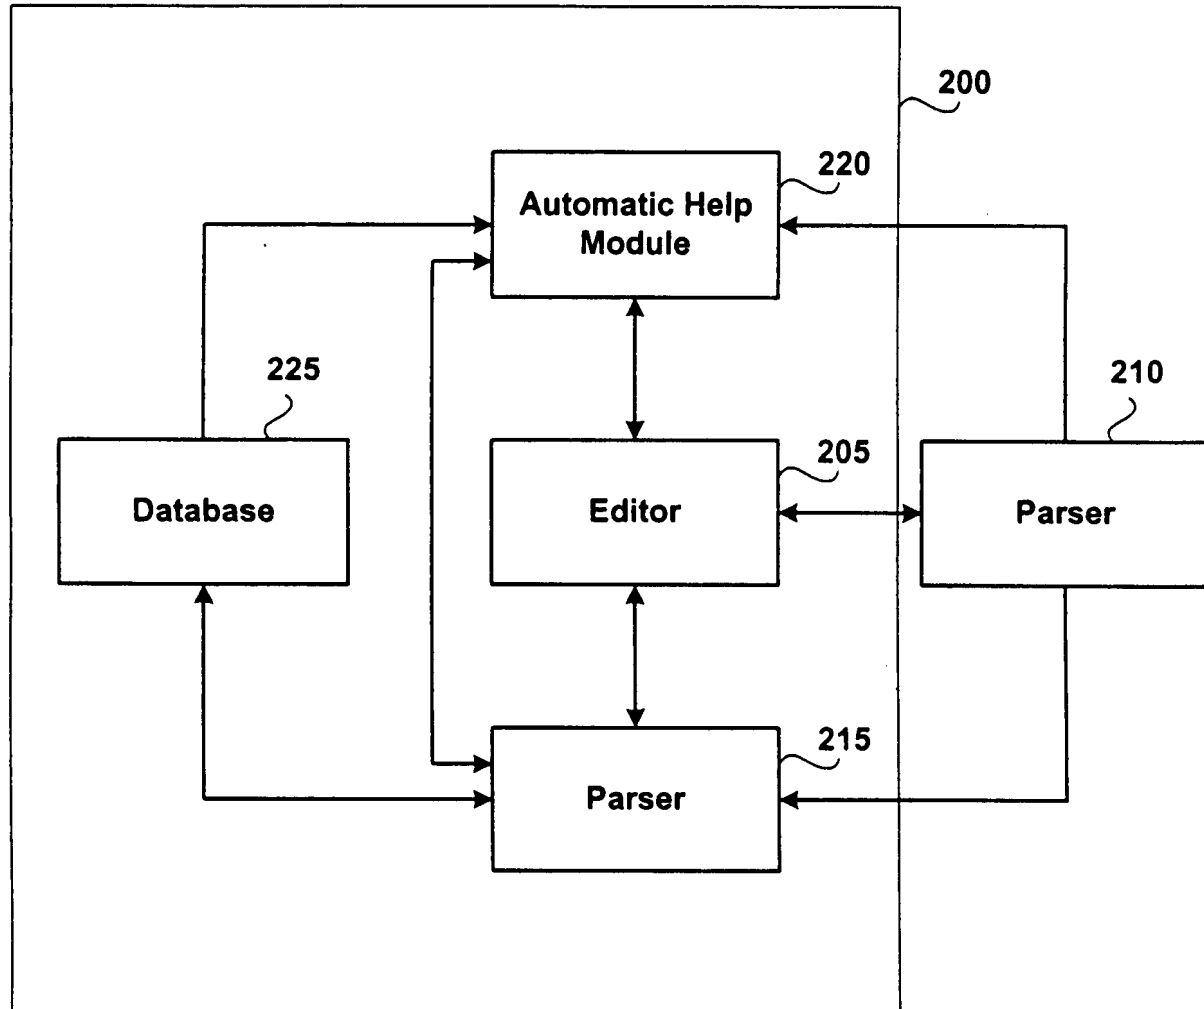 200
220
Automatic Help
Module
225
210
205
Database
Editor
Parser
215
Parser